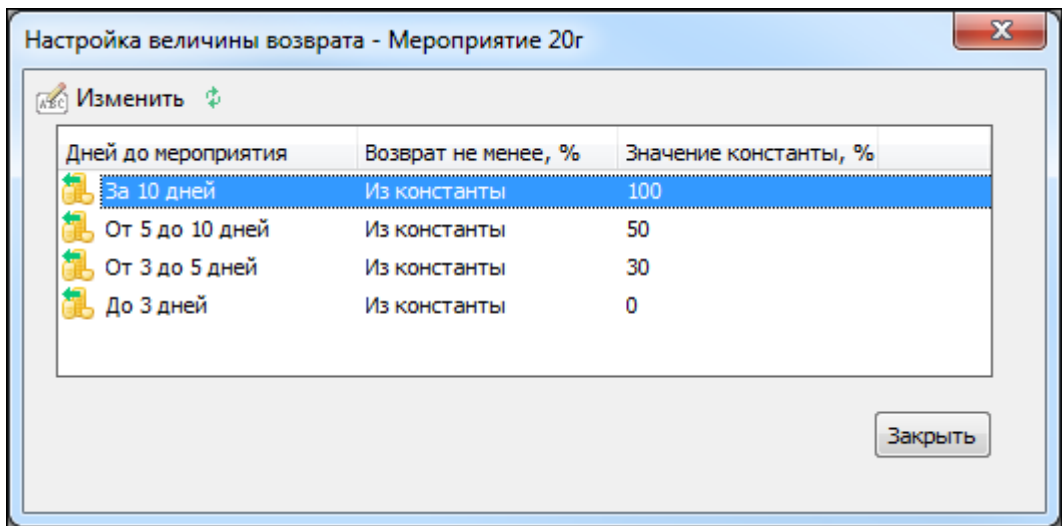 Настройка величины возврата - Мероприятие 20г
ABC Изменить
Дней до мероприятия Возврат не менее, % Значение константы, %
За 10 дней Из константы 100
От 5 до 10 дней Из константы 50
От 3 до 5 дней Из константы 30
До 3 дней Из константы 0
Закрыть